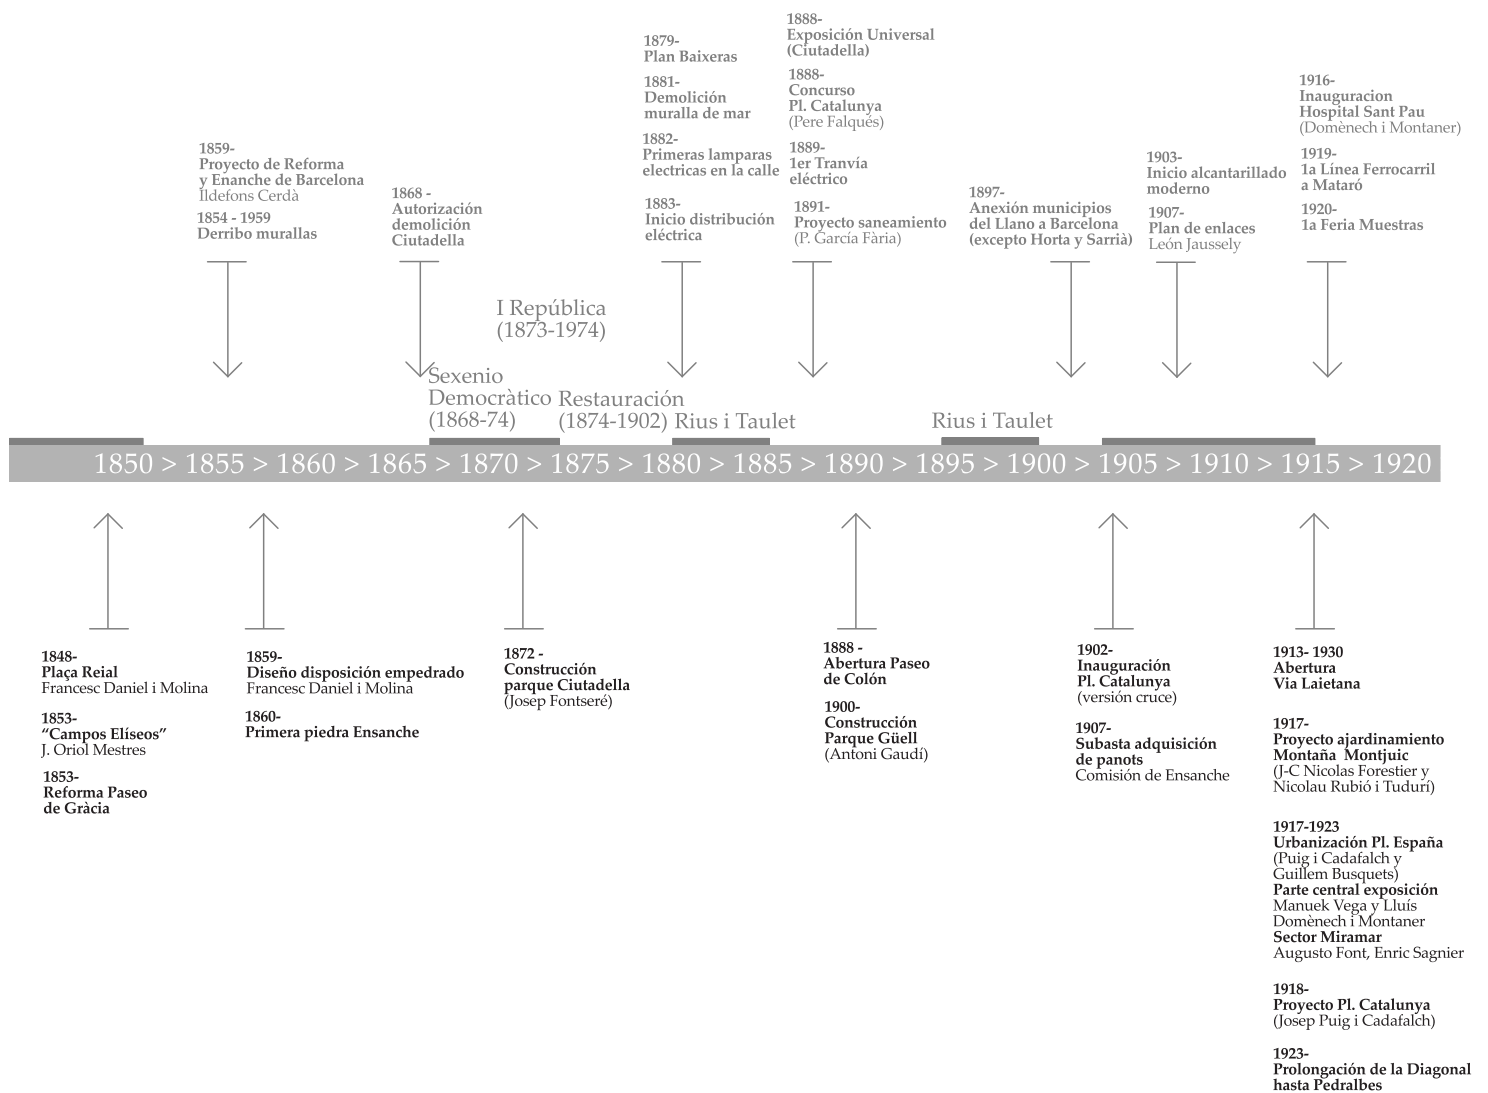 1859-
Proyecto de Reforma
y Enanche de Barcelona
Ildefons Cerdà
1854 - 1959
Derribo murallas
1868 -
Autorización
demolición
Ciutadella
1879-
Plan Baixeras
1881-
Demolición
muralla de mar
1882-
Primeras lamparas
electricas en la calle
1883-
Inicio distribución
eléctrica
1888-
Exposición Universal
(Ciutadella)
1888-
Concurso
Pl. Catalunya
(Pere Falqués)
1889-
1er Tranvía
eléctrico
1891-
Proyecto saneamiento
(P. García Fària)
1897-
Anexión municipios
del Llano a Barcelona
(excepto Horta y Sarrià)
1903-
Inicio alcantarillado
moderno
1907-
Plan de enlaces
León Jaussely
1916-
Inauguracion
Hospital Sant Pau
(Domènech i Montaner)
1919-
1a Línea Ferrocarril
a Mataró
1920-
1a Feria Muestras
I República
(1873-1974)
Sexenio
Democràtico
(1868-74)
Restauración
(1874-1902)
Rius i Taulet
Rius i Taulet
1850 > 1855 > 1860 > 1865 > 1870 > 1875 > 1880 > 1885 > 1890 > 1895 > 1900 > 1905 > 1910 > 1915 > 1920
1848-
Plaça Reial
Francesc Daniel i Molina
1853-
“Campos Elíseos”
J. Oriol Mestres
1853-
Reforma Paseo
de Gràcia
1859-
Diseño disposición empedrado
Francesc Daniel i Molina
1860-
Primera piedra Ensanche
1872 -
Construcción
parque Ciutadella
(Josep Fontseré)
1888 -
Abertura Paseo
de Colón
1900-
Construcción
Parque Güell
(Antoni Gaudí)
1902-
Inauguración
Pl. Catalunya
(versión cruce)
1907-
Subasta adquisición
de panots
Comisión de Ensanche
1913- 1930
Abertura
Via Laietana
1917-
Proyecto ajardinamiento
Montaña Montjuic
(J-C Nicolas Forestier y
Nicolau Rubió i Tudurí)
1917-1923
Urbanización Pl. España
(Puig i Cadafalch y
Guillem Busquets)
Parte central exposición
Manuek Vega y Lluís
Domènech i Montaner
Sector Miramar
Augusto Font, Enric Sagnier
1918-
Proyecto Pl. Catalunya
(Josep Puig i Cadafalch)
1923-
Prolongación de la Diagonal
hasta Pedralbes